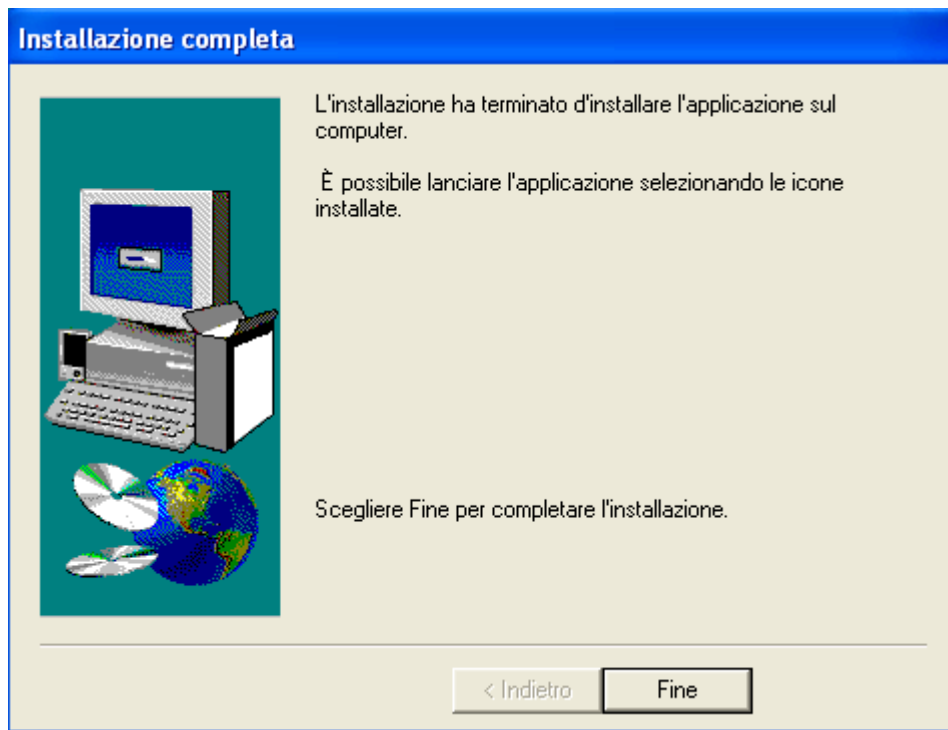 Installazione completa
L'installazione ha terminato d'installare l'applicazione sul
computer.
È possibile lanciare l'applicazione selezionando le icone
installate.
Scegliere Fine per completare l'installazione.
< Indietro
Fine